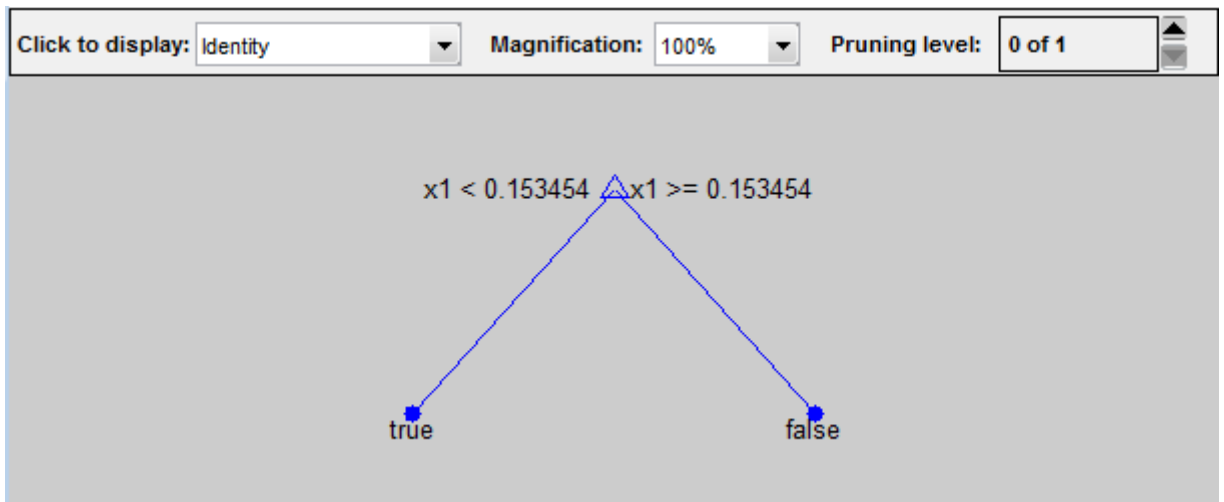 Click to display: Identity Magnification: 100% Pruning level: 0 of 1
x1 < 0.153454 x1 >= 0.153454
true false